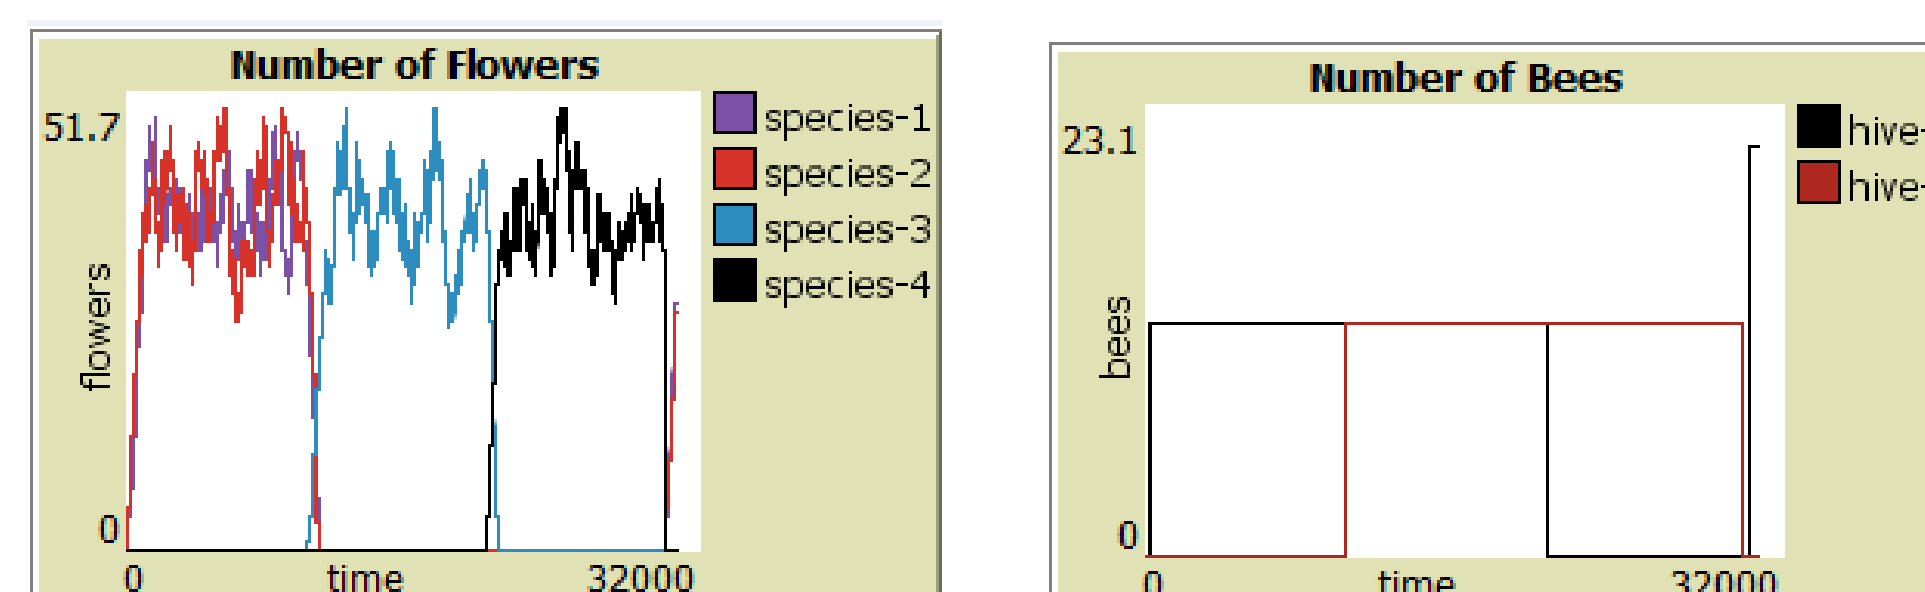 Number of Flowers
51.7
flowers
0
0
time
32000
species-1
species-2
species-3
species-4
Number of Bees
23.1
bees
0
0
time
32000
hive-
hive-